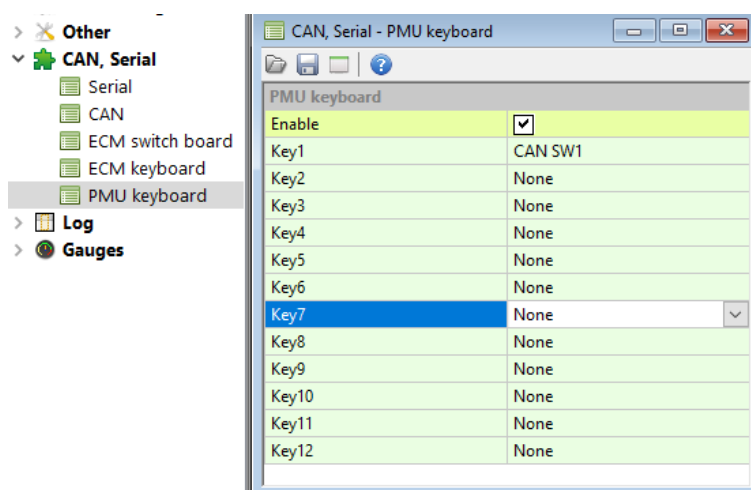 Other
CAN, Serial
Serial
CAN
ECM switch board
ECM keyboard
PMU keyboard
Log
Gauges
CAN, Serial - PMU keyboard
PMU keyboard
Enable
Key1 CAN SW1
Key2 None
Key3 None
Key4 None
Key5 None
Key6 None
Key7 None
Key8 None
Key9 None
Key10 None
Key11 None
Key12 None